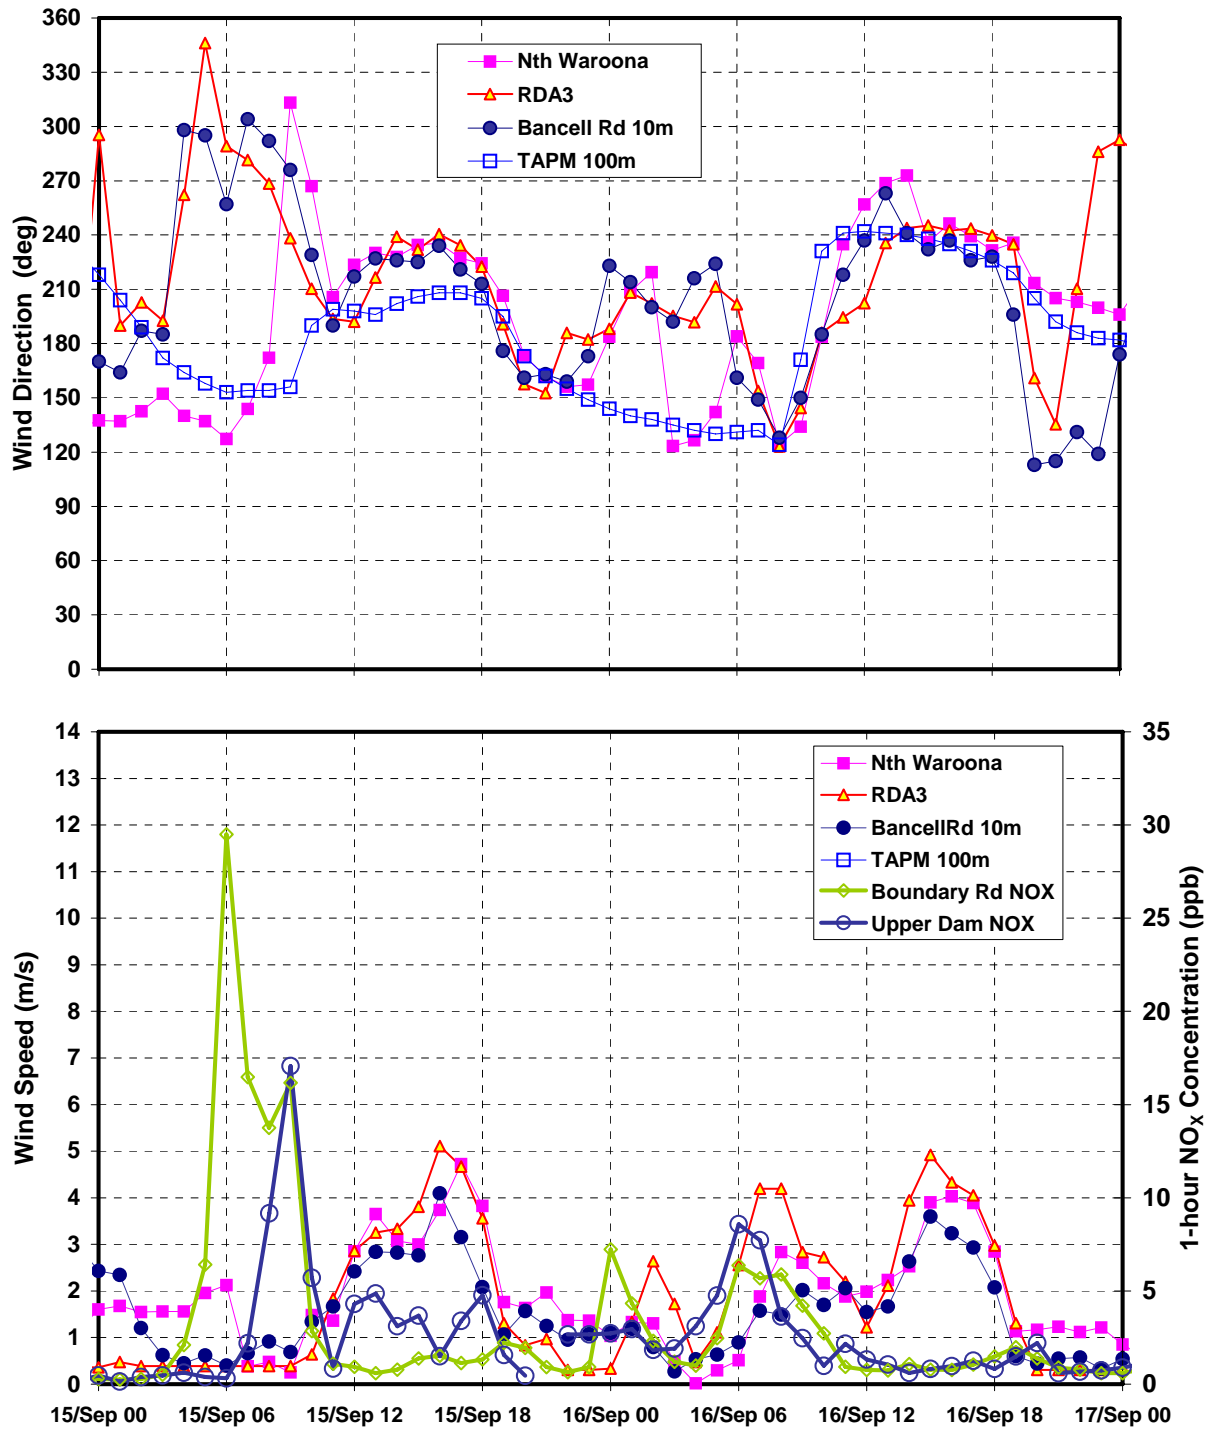 360
330
300
270
240
210
180
150
120
90
60
30
0
Wind Direction (deg)
Nth Waroona
RDA3
Bancell Rd 10m
TAPM 100m
14
13
12
11
10
9
8
7
6
5
4
3
2
1
0
Wind Speed (m/s)
Nth Waroona
RDA3
BancellRd 10m
TAPM 100m
Boundary Rd NOX
Upper Dam NOX
35
30
25
20
15
10
5
0
1-hour NOX Concentration (ppb)
15/Sep 00 15/Sep 06 15/Sep 12 15/Sep 18 16/Sep 00 16/Sep 06 16/Sep 12 16/Sep 18 17/Sep 00